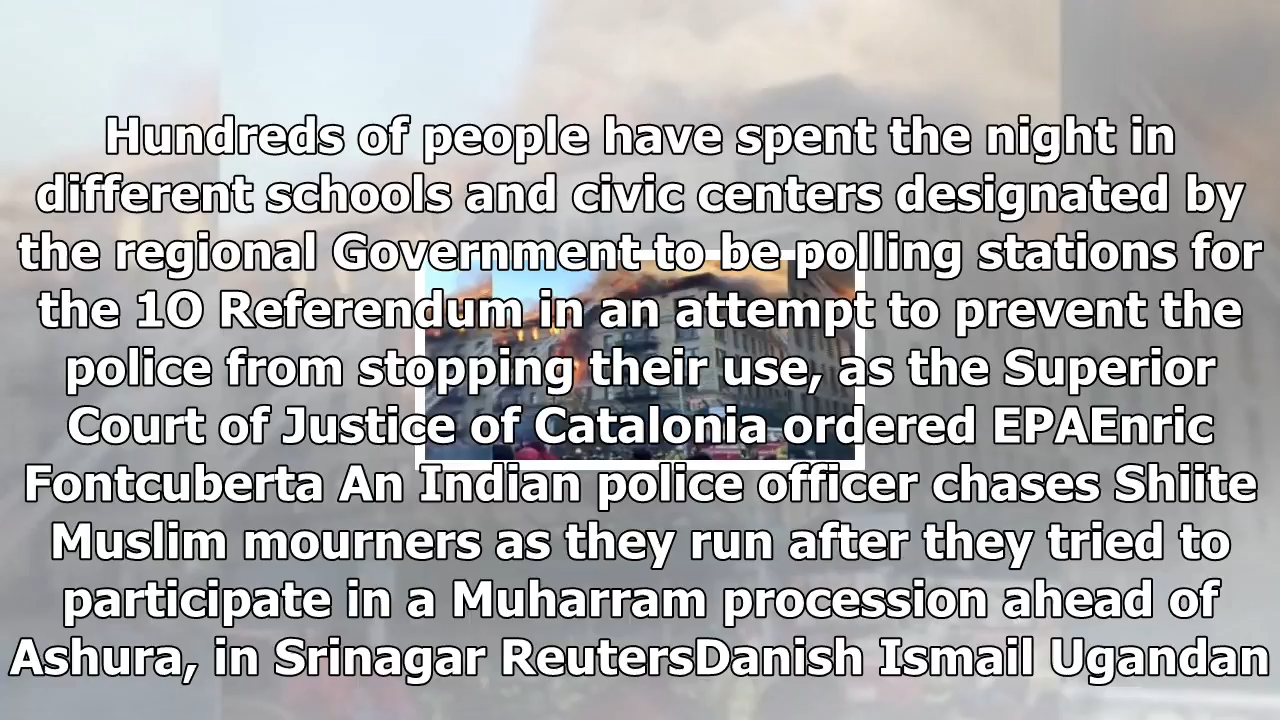 Hundreds of people have spent the night in
different schools and civic centers designated by
the regional Government to be polling stations for
the 1O Referendum in an attempt to prevent the
police from stopping their use, as the Superior
Court of Justice of Catalonia ordered EPAEnric
Fontcuberta An Indian police officer chases Shiite
Muslim mourners as they run after they tried to
participate in a Muharram procession ahead of
Ashura, in Srinagar ReutersDanish Ismail Ugandan